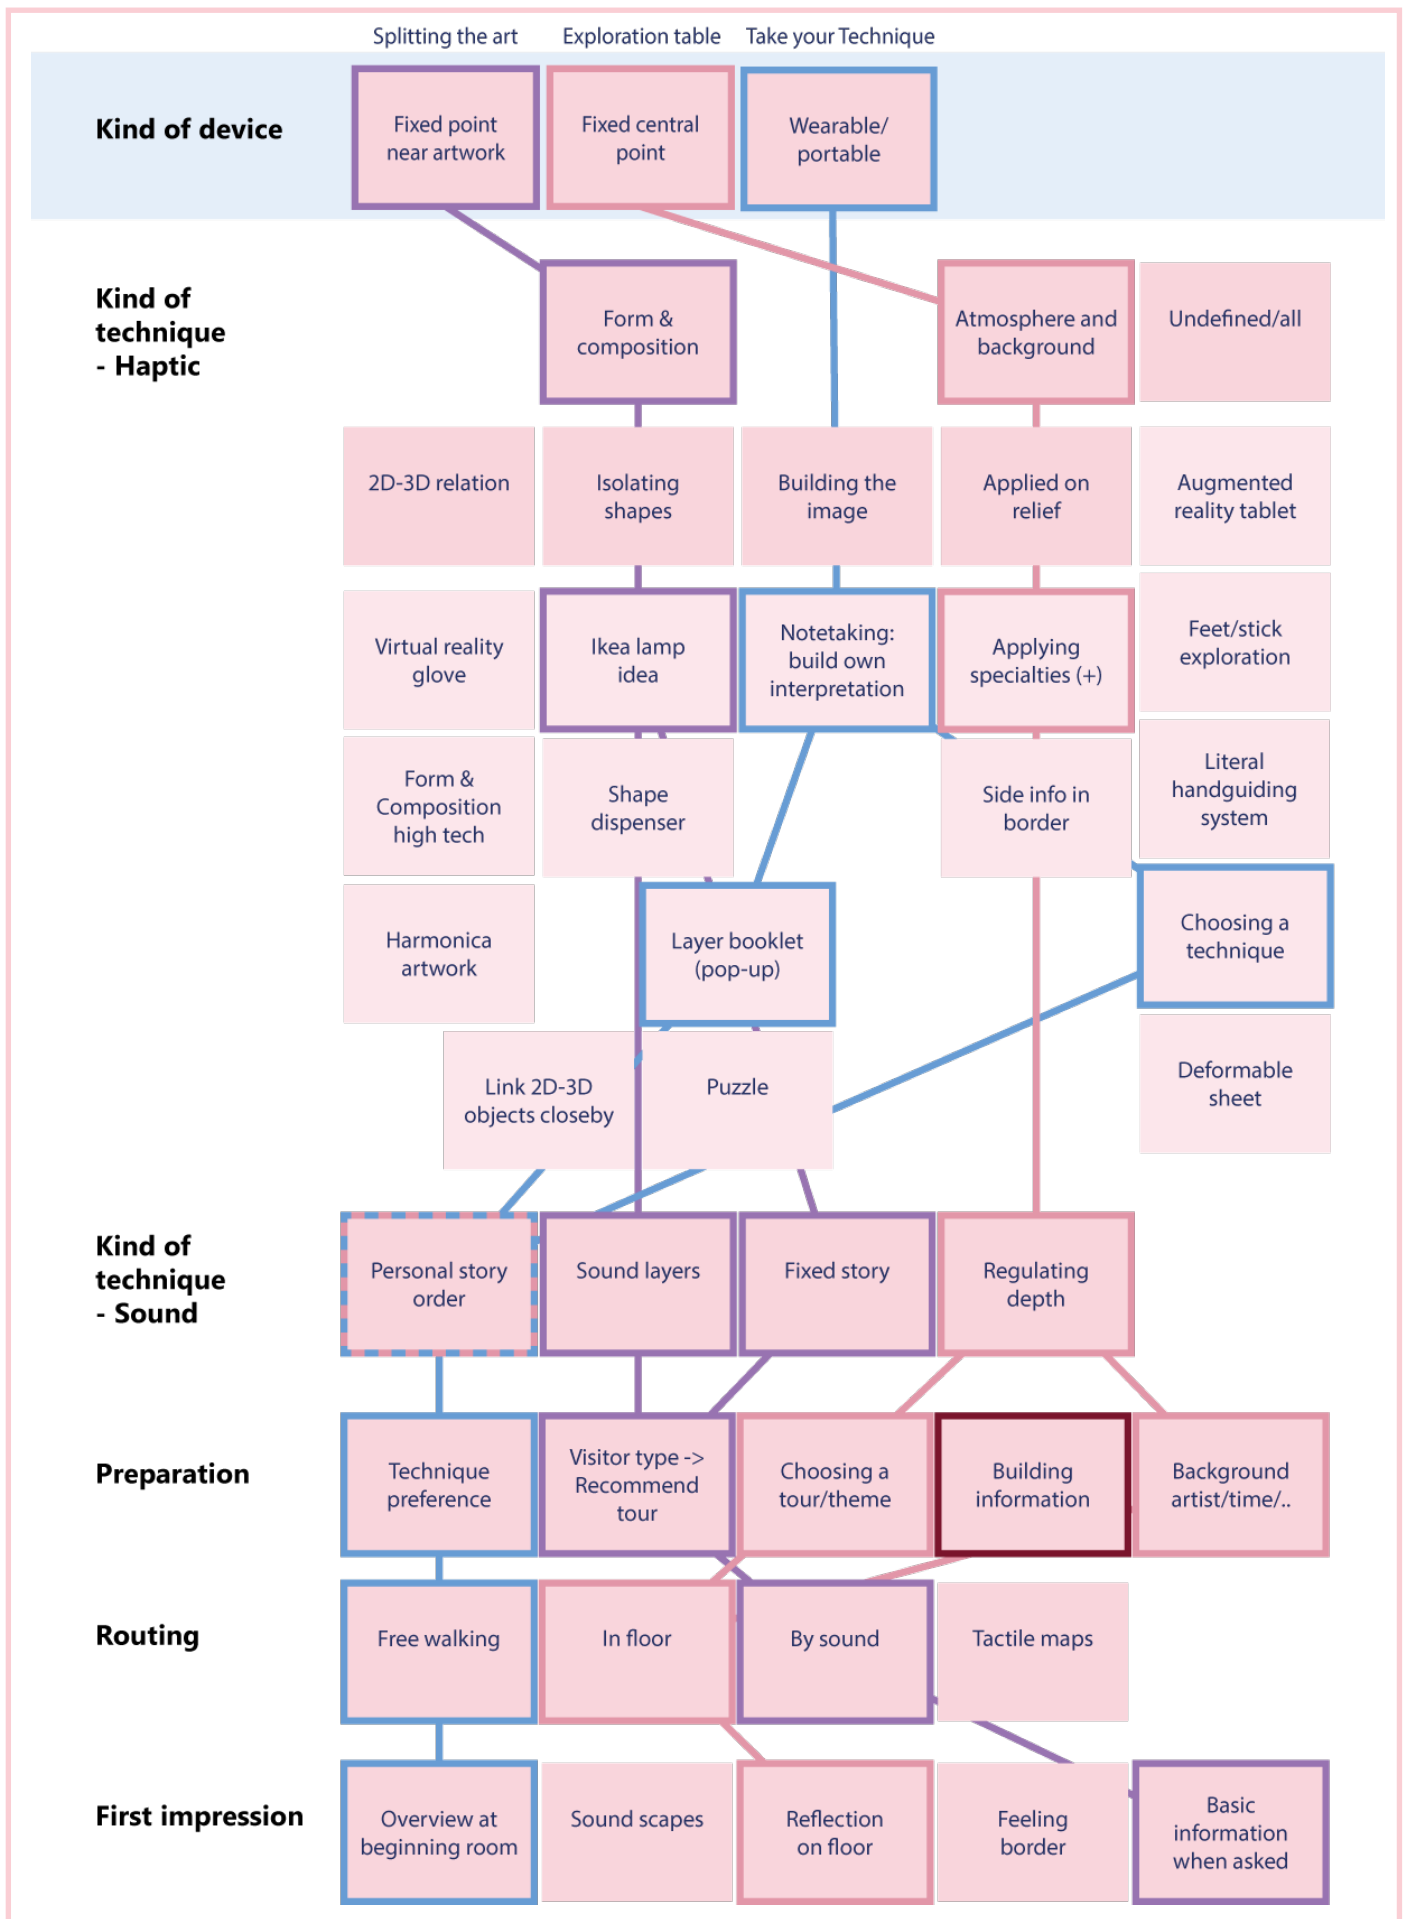 Splitting the art
Exploration table
Take your Technique
Kind of device
Fixed point
near artwork
Fixed central
point
Wearable/
portable
Kind of
technique
- Haptic
Form &
composition
Atmosphere and
background
Undefined/all
2D-3D relation
Isolating
shapes
Building the
image
Applied on
relief
Augmented
reality tablet
Virtual reality
glove
Ikea lamp
idea
Notetaking:
build own
interpretation
Applying
specialties (+)
Feet/stick
exploration
Form &
Composition
high tech
Shape
dispenser
Side info in
border
Literal
handguiding
system
Harmonica
artwork
Layer booklet
(pop-up)
Choosing a
technique
Link 2D-3D
objects closeby
Puzzle
Deformable
sheet
Kind of
technique
- Sound
Personal story
order
Sound layers
Fixed story
Regulating
depth
Preparation
Technique
preference
Visitor type ->
Recommend
tour
Choosing a
tour/theme
Building
information
Background
artist/time/..
Routing
Free walking
In floor
By sound
Tactile maps
First impression
Overview at
beginning room
Sound scapes
Reflection
on floor
Feeling
border
Basic
information
when asked